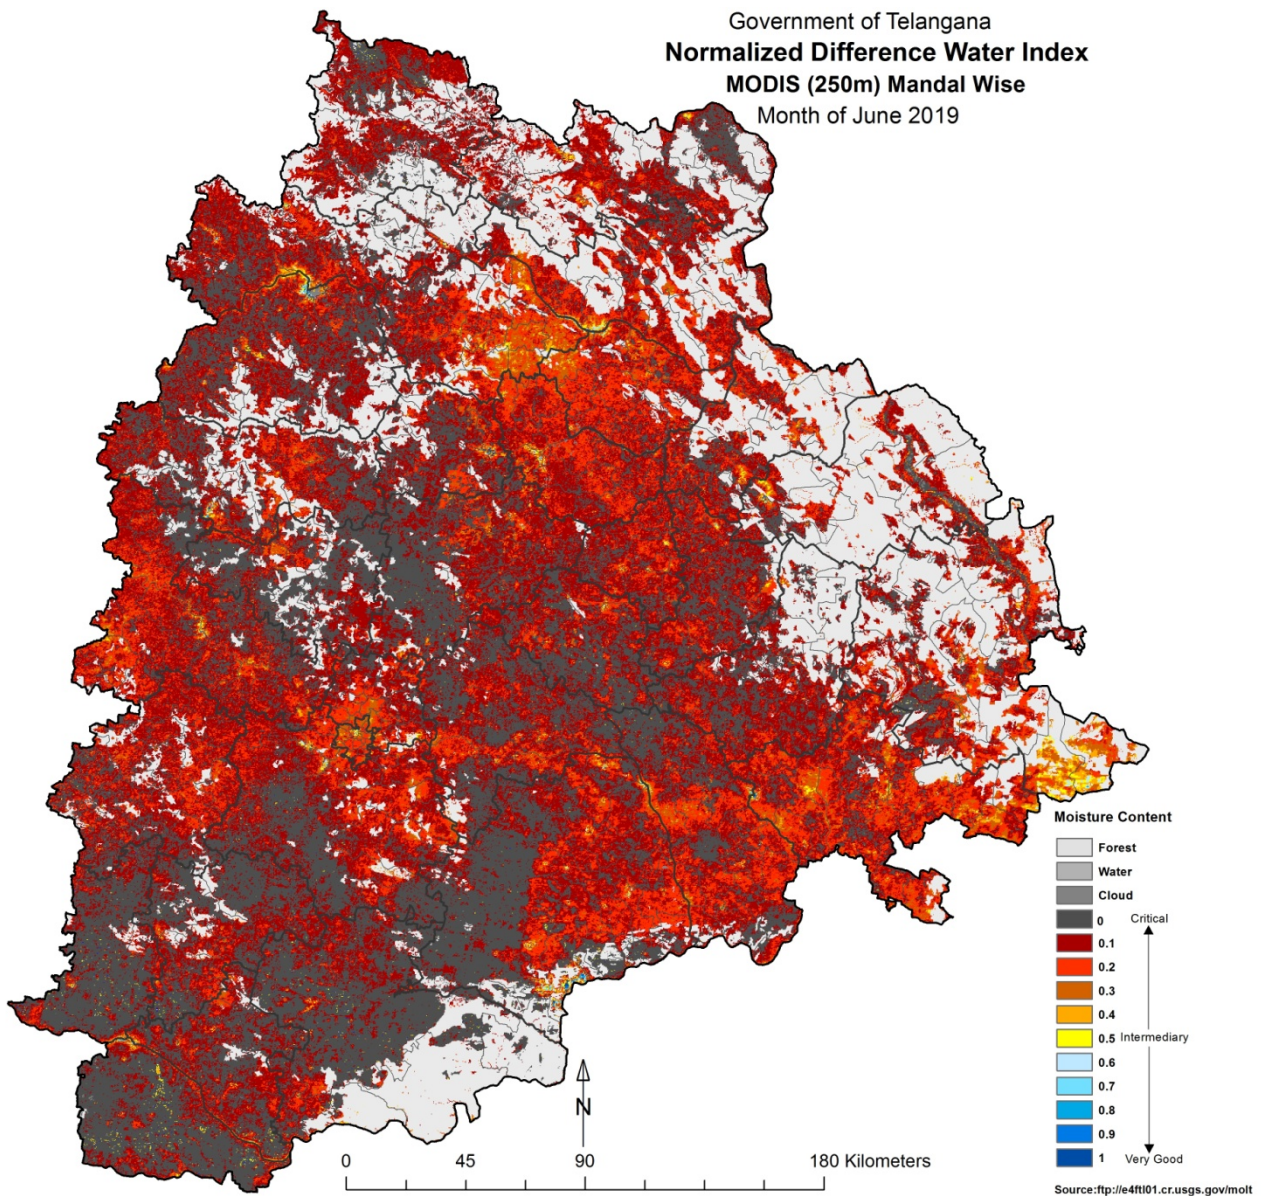 Government of Telangana
Normalized Difference Water Index
MODIS (250m) Mandal Wise
Month of June 2019
Moisture Content
Forest
Water
Cloud
0 Critical
0.1
0.2
0.3
0.4
0.5 Intermediary
0.6
0.7
0.8
0.9
1 Very Good
N
0 45 90 180 Kilometers
Source:ftp://e4ftl01.cr.usgs.gov/molt